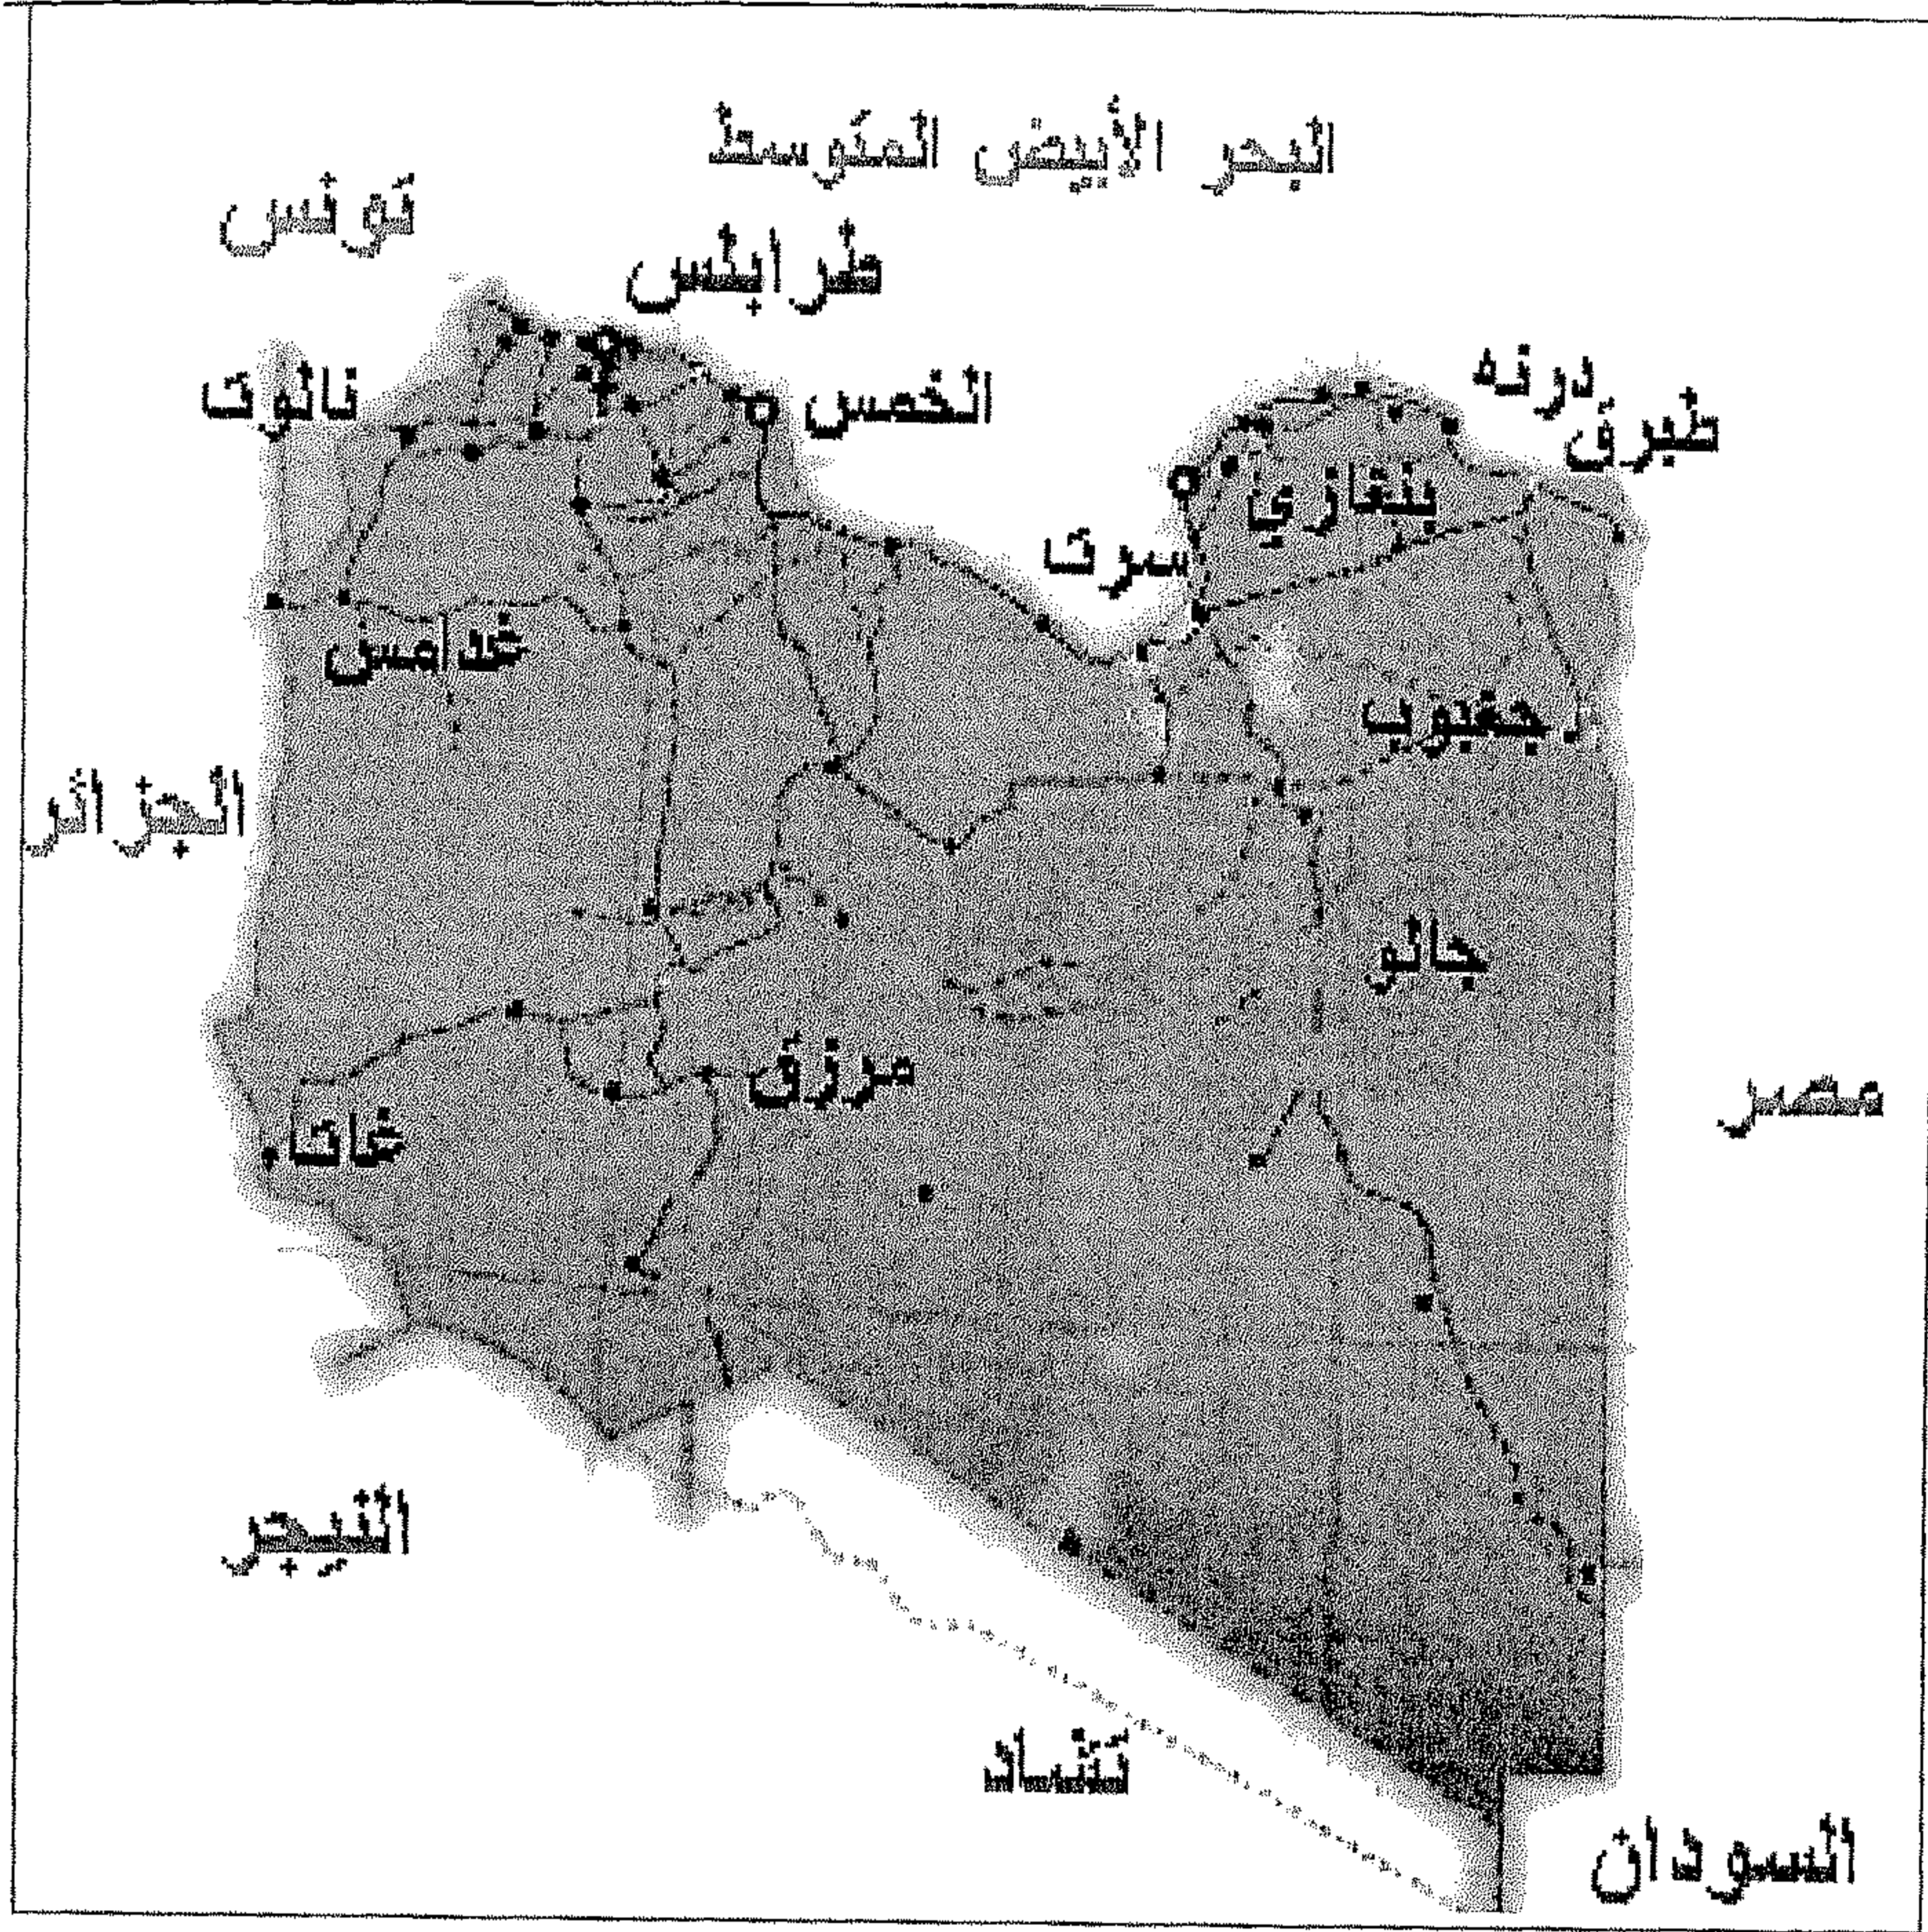 البحر الأبيض المتوسط
تونس
طرابلس
نالوت
الخمس
درنه
طبرق
بنغازي
سرت
غدامس
جغبوب
الجزائر
جالو
مرزق
غات
مصر
النيجر
تشاد
السودان